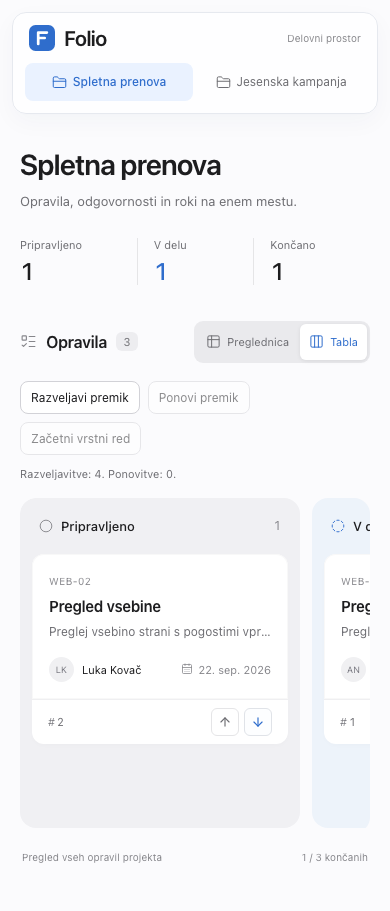 F Folio
Delovni prostor
Spletna prenova
Jesenska kampanja
Spletna prenova
Opravila, odgovornosti in roki na enem mestu.
Pripravljeno
V delu
Končano
1
1
1
Opravila 3
Preglednica
Tabla
Razveljavi premik
Ponovi premik
Začetni vrstni red
Razveljavitve: 4. Ponovitve: 0.
Pripravljeno 1
WEB-02
Pregled vsebine
Preglej vsebino strani s pogostimi vpr…
LK Luka Kovač
22. sep. 2026
# 2
V d
WEB-
Preg
Pregl
AN
# 1
Pregled vseh opravil projekta
1 / 3 končanih